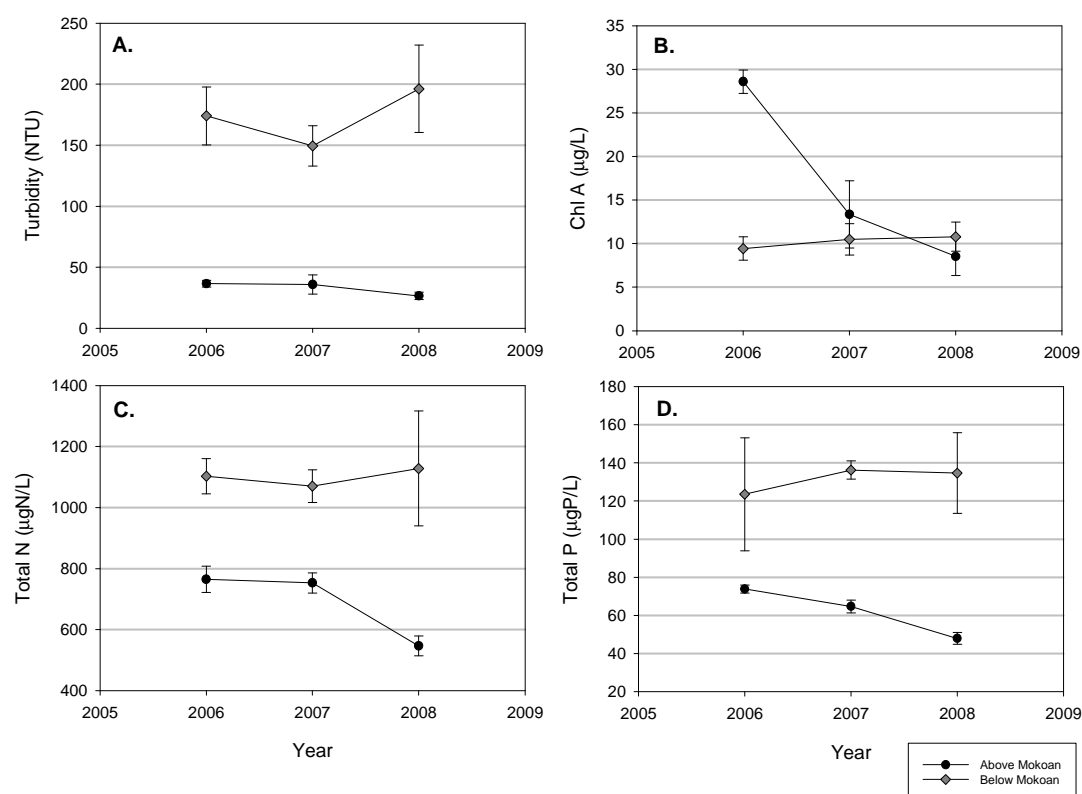 A.
Turbidity (NTU)
250
200
150
100
50
0
2005 2006 2007 2008 2009
B.
Chl A (µg/L)
35
30
25
20
15
10
5
0
2005 2006 2007 2008 2009
C.
Total N (µgN/L)
1400
1200
1000
800
600
400
2005 2006 2007 2008 2009
Year
D.
Total P (µgP/L)
180
160
140
120
100
80
60
40
20
2005 2006 2007 2008 2009
Year
Above Mokoan
Below Mokoan